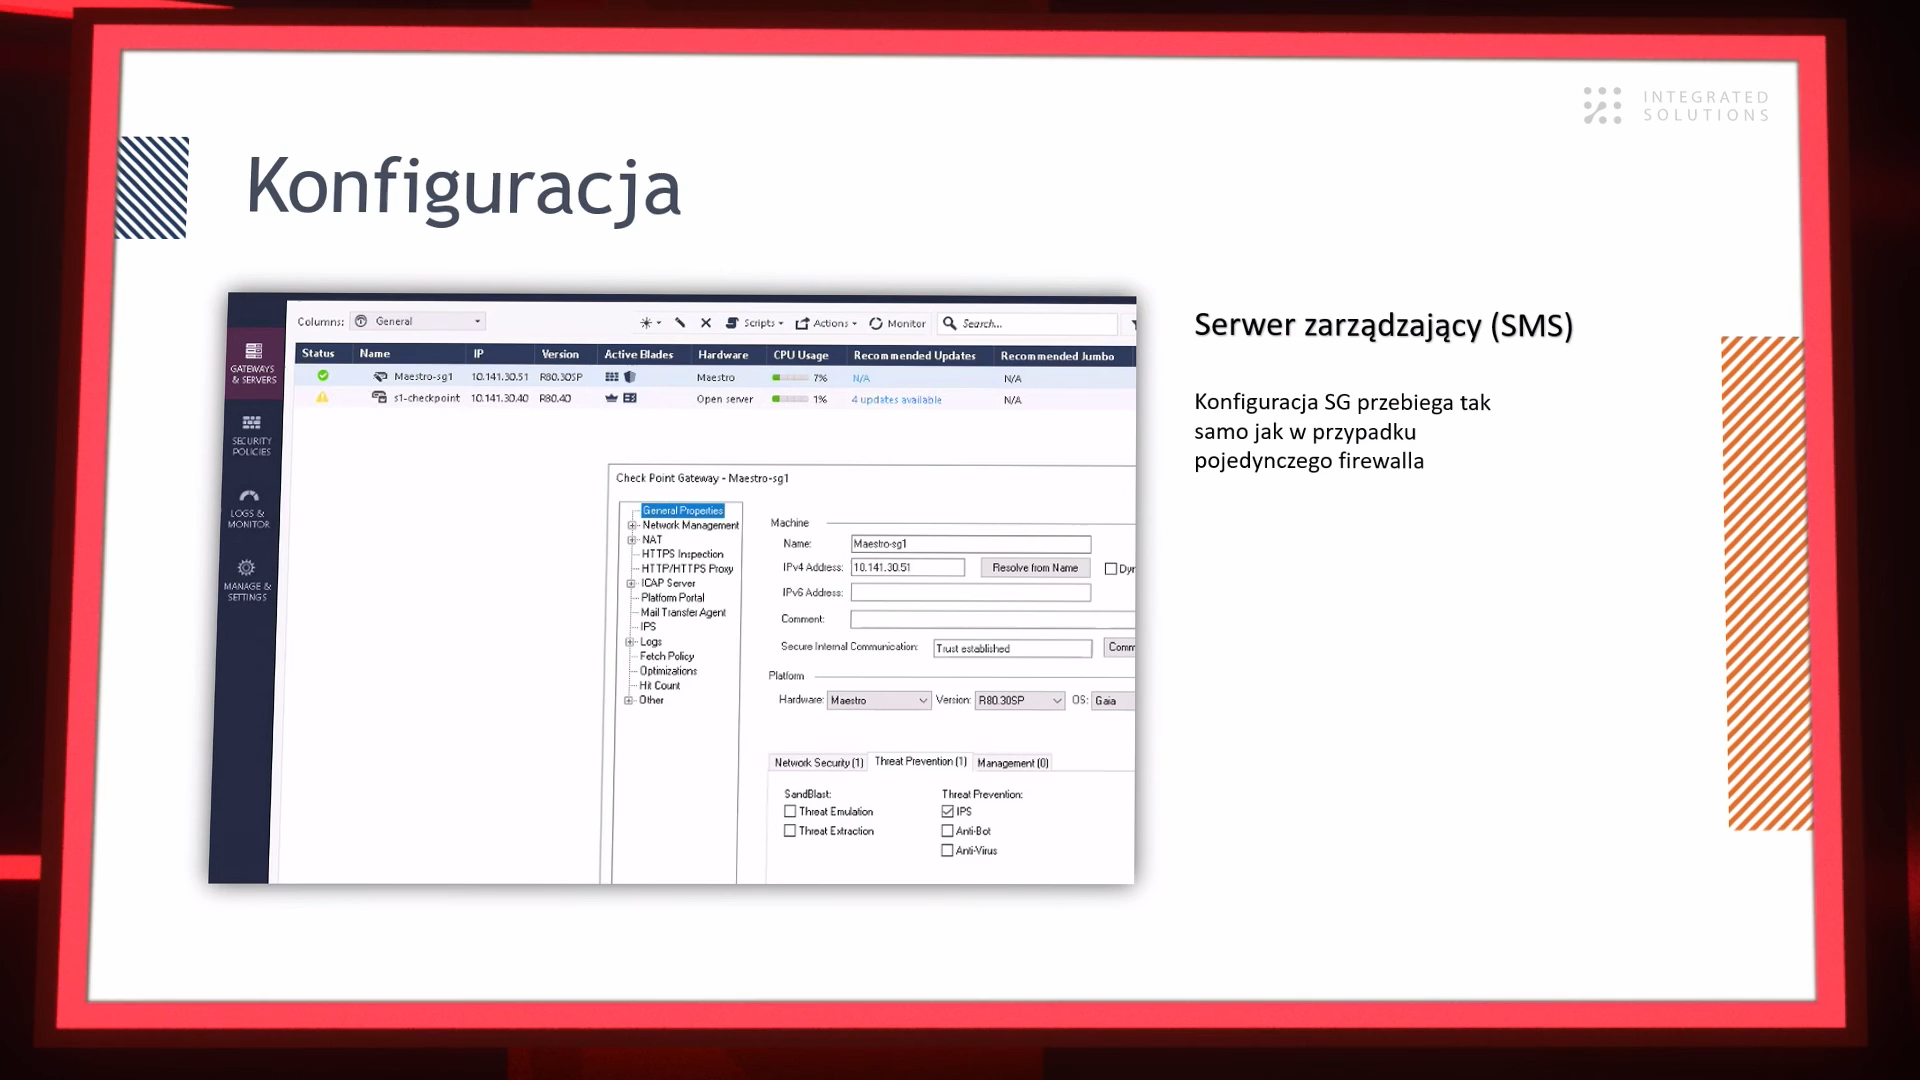 INTEGRATED
SOLUTIONS
Konfiguracja
Columns: General
Scripts Actions Monitor Search...
Status Name IP Version Active Blades Hardware CPU Usage Recommended Updates Recommended Jumbo
Maestro-sg1 10.141.30.51 R80.30SP Maestro 7% N/A N/A
s1-checkpoint 10.141.30.40 R80.40 Open server 1% 4 updates available N/A
GATEWAYS
& SERVERS
SECURITY
POLICIES
LOGS &
MONITOR
MANAGE &
SETTINGS
Check Point Gateway - Maestro-sg1
General Properties
Network Management
NAT
HTTPS Inspection
HTTP/HTTPS Proxy
ICAP Server
Platform Portal
Mail Transfer Agent
IPS
Logs
Fetch Policy
Optimizations
Hit Count
Other
Machine
Name: Maestro-sg1
IPv4 Address: 10.141.30.51 Resolve from Name
IPv6 Address:
Comment:
Secure Internal Communication: Trust established
Platform
Hardware: Maestro Version: R80.30SP OS: Gaia
Network Security (1) Threat Prevention (1) Management (0)
SandBlast: Threat Prevention:
Threat Emulation IPS
Threat Extraction Anti-Bot
Anti-Virus
Serwer zarządzający (SMS)
Konfiguracja SG przebiega tak
samo jak w przypadku
pojedynczego firewalla